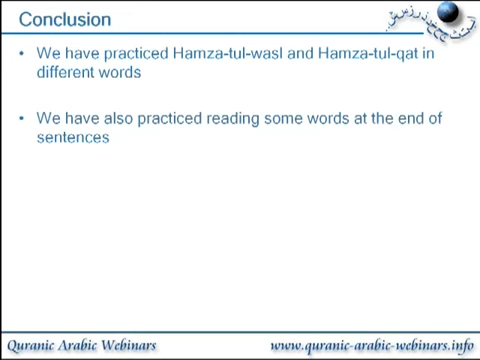 Conclusion
• We have practiced Hamza-tul-wasl and Hamza-tul-qat in
different words
• We have also practiced reading some words at the end of
sentences
Quranic Arabic Webinars
www.quranic-arabic-webinars.info